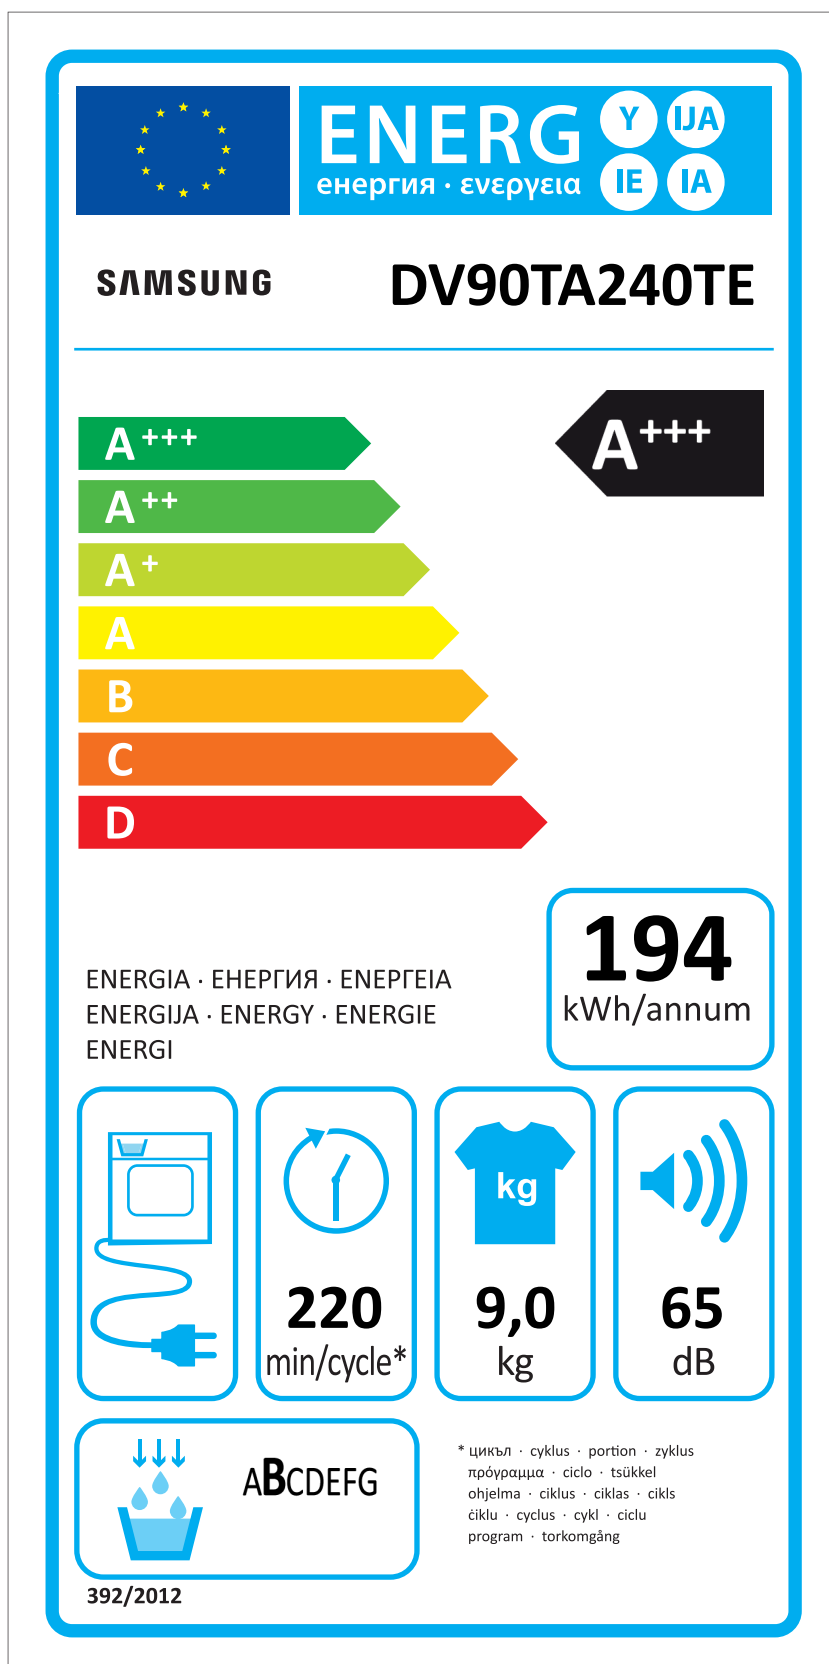 ENERG
Y IJA
енергия · ενεργεια
IE IA
SAMSUNG
DV90TA240TE
A+++
A+++
A++
A+
A
B
C
D
194
kWh/annum
ENERGIA · ЕНЕРГИЯ · ΕΝΕΡΓΕΙΑ
ENERGIJA · ENERGY · ENERGIE
ENERGI
kg
220
min/cycle*
9,0
kg
65
dB
ABCDEFG
* цикъл · cyklus · portion · zyklus
πρόγραμμα · ciclo · tsükkel
ohjelma · ciklus · ciklas · cikls
ċiklu · cyclus · cykl · ciclu
program · torkomgång
392/2012